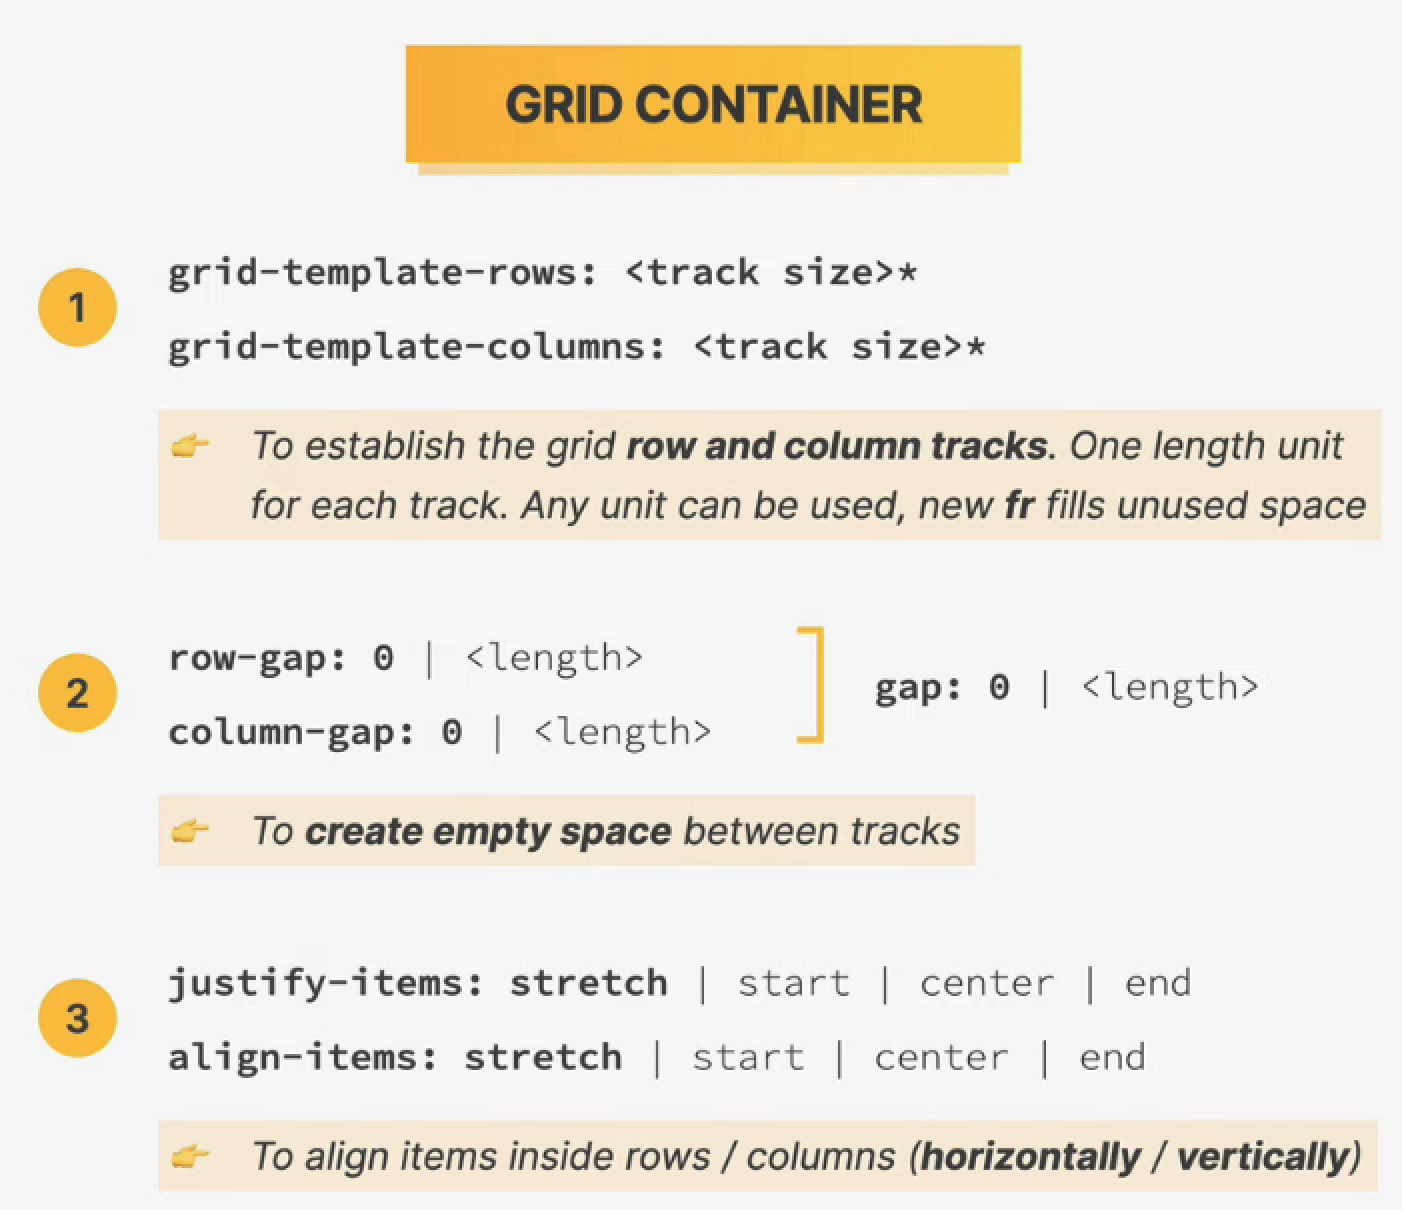 GRID CONTAINER
1
grid-template-rows: <track size>*
grid-template-columns: <track size>*
👉 To establish the grid row and column tracks. One length unit
for each track. Any unit can be used, new fr fills unused space
2
row-gap: 0 | <length>
column-gap: 0 | <length>
gap: 0 | <length>
👉 To create empty space between tracks
3
justify-items: stretch | start | center | end
align-items: stretch | start | center | end
👉 To align items inside rows / columns (horizontally / vertically)